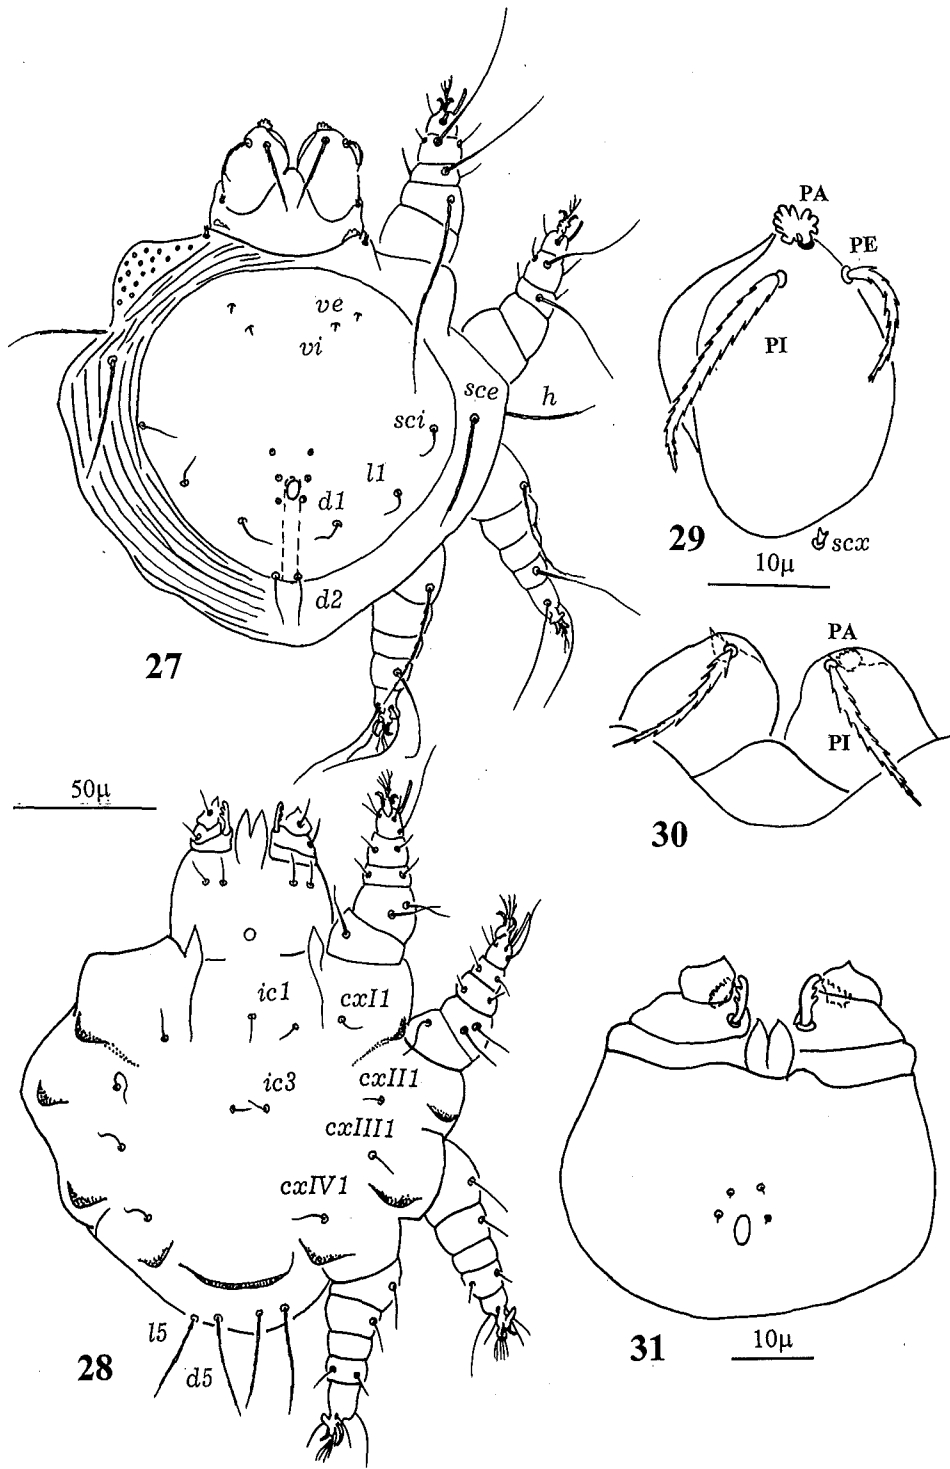 PA
PE
PI
ve
vi
sce
h
sci
l1
d1
29
scx
10µ
d2
27
PA
PI
50µ
30
ic1
cxI1
ic3
cxII1
cxIII1
cxIV1
l5
d5
28
31
10µ